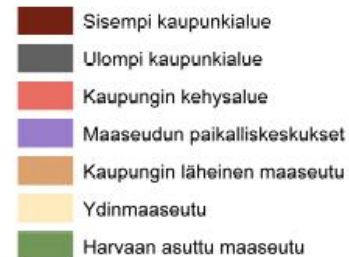 Sisempi kaupunkialue
Ulompi kaupunkialue
Kaupungin kehysalue
Maaseudun paikalliskeskukset
Kaupungin läheinen maaseutu
Ydinmaaseutu
Harvaan asuttu maaseutu